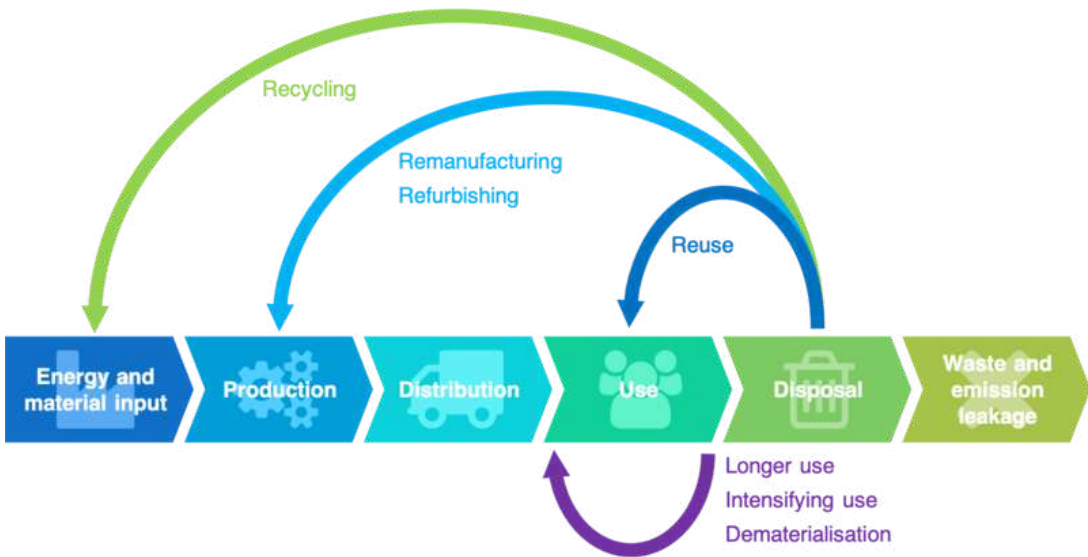 Recycling
Remanufacturing
Refurbishing
Reuse
Energy and
material input
Production
Distribution
Use
Disposal
Waste and
emission
leakage
Longer use
Intensifying use
Dematerialisation